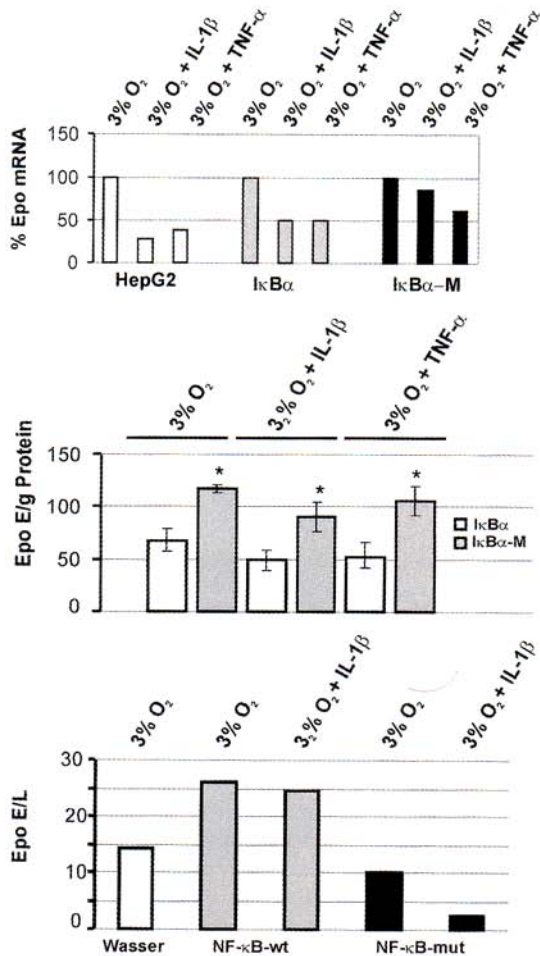 3% O₂
3% O₂ + IL-1β
3% O₂ + TNF-α
3% O₂
3% O₂ + IL-1β
3% O₂ + TNF-α
3% O₂
3% O₂ + IL-1β
3% O₂ + TNF-α
% Epo mRNA
150
100
50
0
HepG2 IκBα IκBα–M
3% O₂
3₂% O₂ + IL-1β
3% O₂ + TNF-α
Epo E/g Protein
150
100
50
0
* * *
IκBα
IκBα-M
3% O₂
3% O₂
3₂% O₂ + IL-1β
3% O₂
3% O₂ + IL-1β
Epo E/L
30
20
10
0
Wasser NF-κB-wt NF-κB-mut